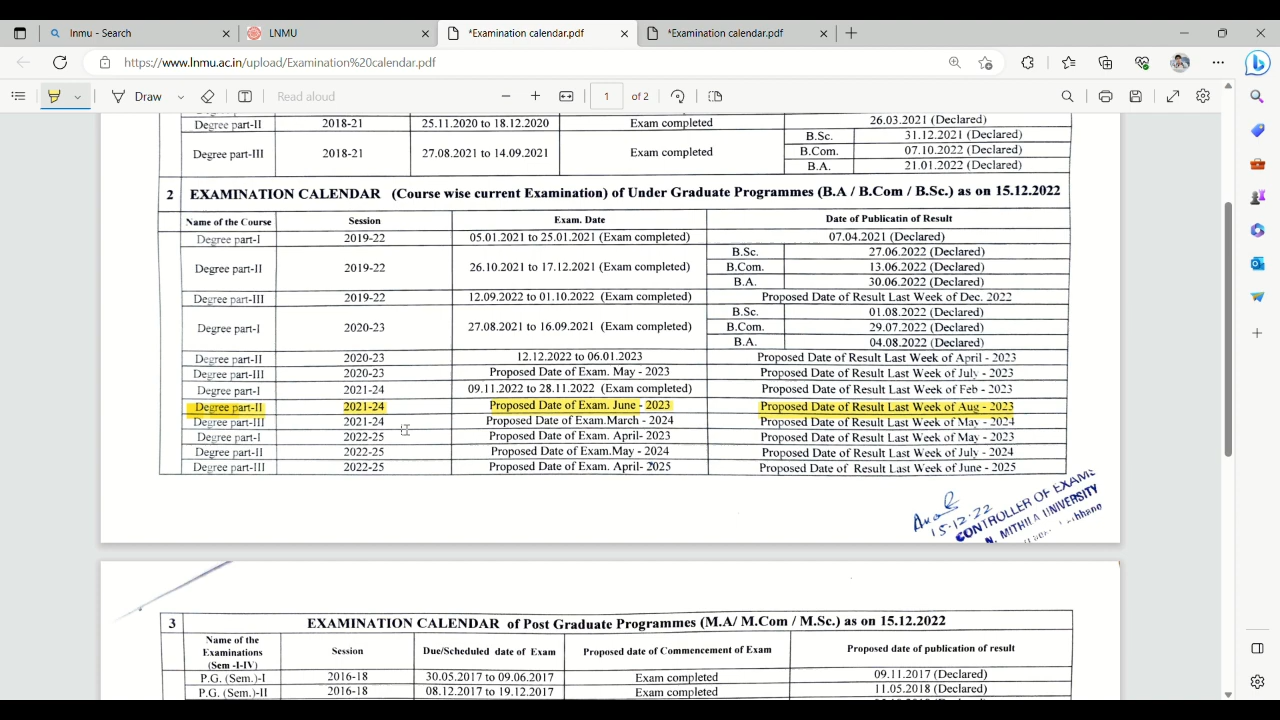 lnmu - Search
LNMU
*Examination calendar.pdf
*Examination calendar.pdf
https://www.lnmu.ac.in/upload/Examination%20calendar.pdf
Draw
Read aloud
1 of 2
Degree part-II 2018-21 25.11.2020 to 18.12.2020 Exam completed 26.03.2021 (Declared)
Degree part-III 2018-21 27.08.2021 to 14.09.2021 Exam completed
B.Sc. 31.12.2021 (Declared)
B.Com. 07.10.2022 (Declared)
B.A. 21.01.2022 (Declared)
2 EXAMINATION CALENDAR (Course wise current Examination) of Under Graduate Programmes (B.A / B.Com / B.Sc.) as on 15.12.2022
Name of the Course Session Exam. Date Date of Publicatin of Result
Degree part-I 2019-22 05.01.2021 to 25.01.2021 (Exam completed) 07.04.2021 (Declared)
Degree part-II 2019-22 26.10.2021 to 17.12.2021 (Exam completed)
B.Sc. 27.06.2022 (Declared)
B.Com. 13.06.2022 (Declared)
B.A. 30.06.2022 (Declared)
Degree part-III 2019-22 12.09.2022 to 01.10.2022 (Exam completed) Proposed Date of Result Last Week of Dec. 2022
Degree part-I 2020-23 27.08.2021 to 16.09.2021 (Exam completed)
B.Sc. 01.08.2022 (Declared)
B.Com. 29.07.2022 (Declared)
B.A. 04.08.2022 (Declared)
Degree part-II 2020-23 12.12.2022 to 06.01.2023 Proposed Date of Result Last Week of April - 2023
Degree part-III 2020-23 Proposed Date of Exam. May - 2023 Proposed Date of Result Last Week of July - 2023
Degree part-I 2021-24 09.11.2022 to 28.11.2022 (Exam completed) Proposed Date of Result Last Week of Feb - 2023
Degree part-II 2021-24 Proposed Date of Exam. June - 2023 Proposed Date of Result Last Week of Aug - 2023
Degree part-III 2021-24 Proposed Date of Exam.March - 2024 Proposed Date of Result Last Week of May - 2024
Degree part-I 2022-25 Proposed Date of Exam. April- 2023 Proposed Date of Result Last Week of May - 2023
Degree part-II 2022-25 Proposed Date of Exam.May - 2024 Proposed Date of Result Last Week of July - 2024
Degree part-III 2022-25 Proposed Date of Exam. April- 2025 Proposed Date of Result Last Week of June - 2025
15.12.22
CONTROLLER OF EXAMS
N. MITHILA UNIVERSITY
3 EXAMINATION CALENDAR of Post Graduate Programmes (M.A/ M.Com / M.Sc.) as on 15.12.2022
Name of the Examinations (Sem -I-IV) Session Due/Scheduled date of Exam Proposed date of Commencement of Exam Proposed date of publication of result
P.G. (Sem.)-I 2016-18 30.05.2017 to 09.06.2017 Exam completed 09.11.2017 (Declared)
P.G. (Sem.)-II 2016-18 08.12.2017 to 19.12.2017 Exam completed 11.05.2018 (Declared)